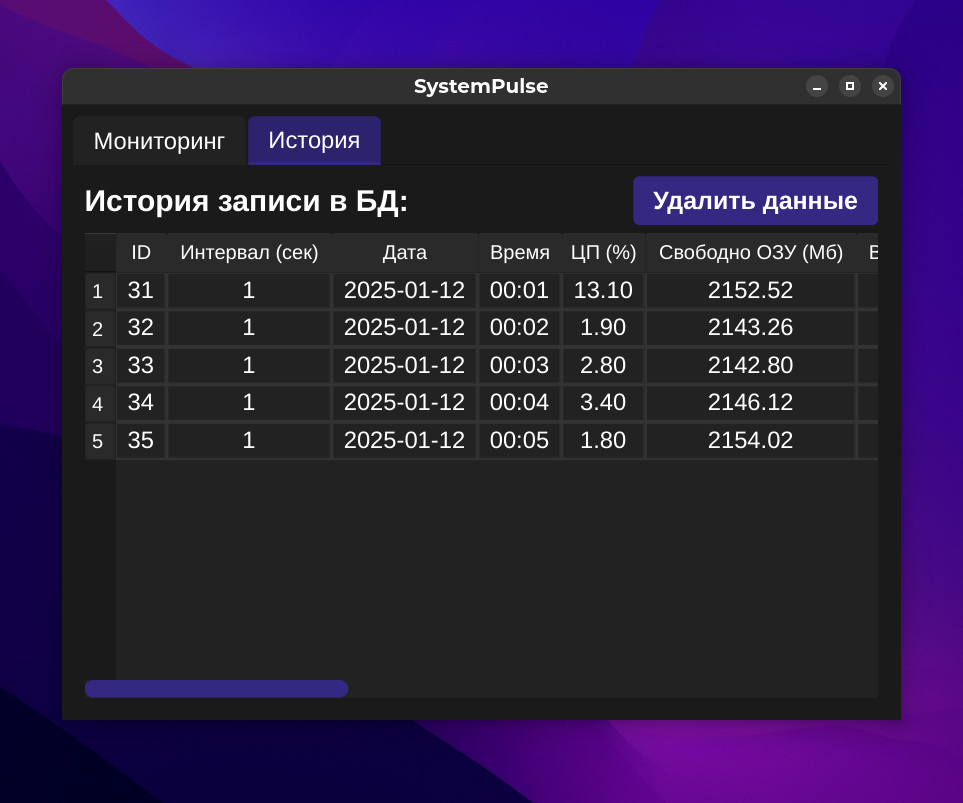 SystemPulse
Мониторинг История
История записи в БД: Удалить данные
ID Интервал (сек) Дата Время ЦП (%) Свободно ОЗУ (Мб)
1 31 1 2025-01-12 00:01 13.10 2152.52
2 32 1 2025-01-12 00:02 1.90 2143.26
3 33 1 2025-01-12 00:03 2.80 2142.80
4 34 1 2025-01-12 00:04 3.40 2146.12
5 35 1 2025-01-12 00:05 1.80 2154.02